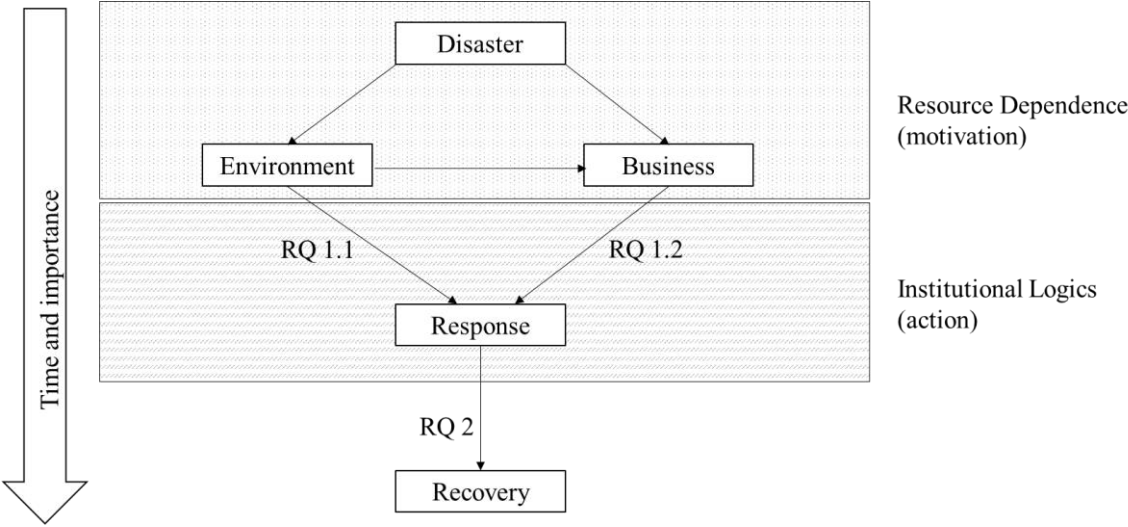 Disaster
Resource Dependence
(motivation)
Environment
Business
Time and importance
RQ 1.1
RQ 1.2
Institutional Logics
(action)
Response
RQ 2
Recovery